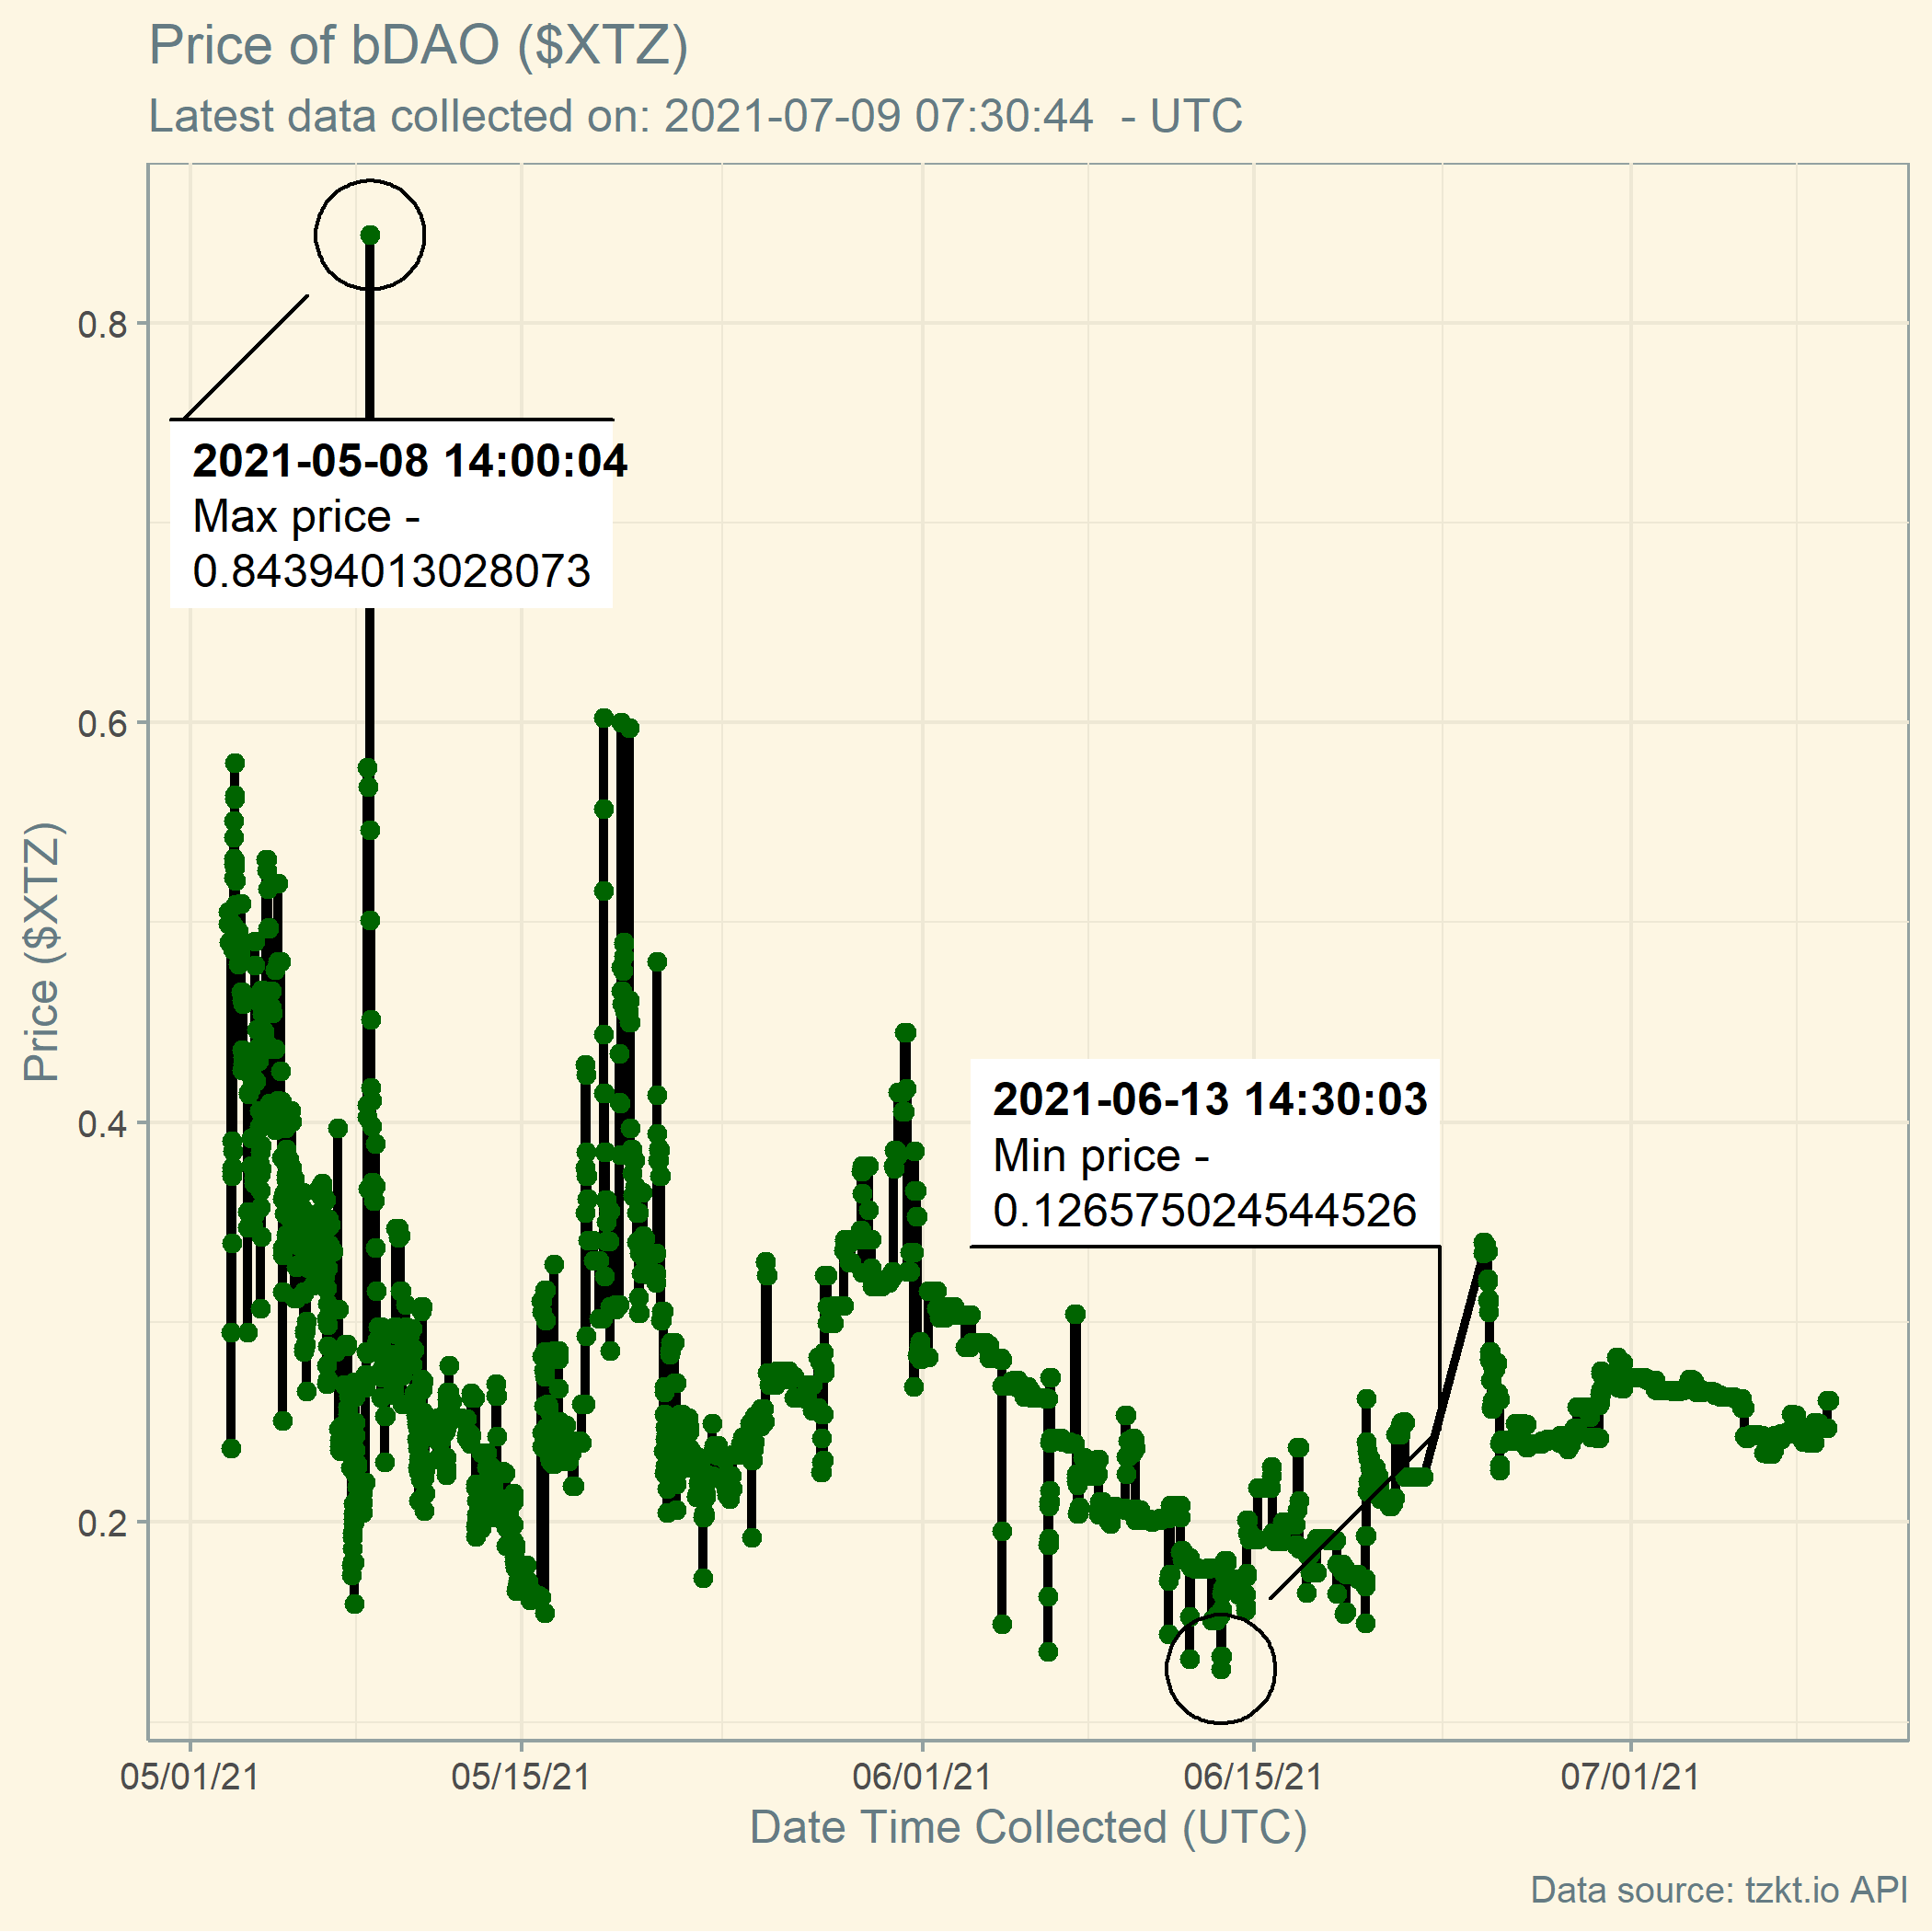 Price of bDAO ($XTZ)
Latest data collected on: 2021-07-09 07:30:44  - UTC
0.8
2021-05-08 14:00:04
Max price -
0.84394013028073
0.6
Price ($XTZ)
2021-06-13 14:30:03
Min price -
0.126575024544526
0.4
0.2
05/01/21
05/15/21
06/01/21
06/15/21
07/01/21
Date Time Collected (UTC)
Data source: tzkt.io API